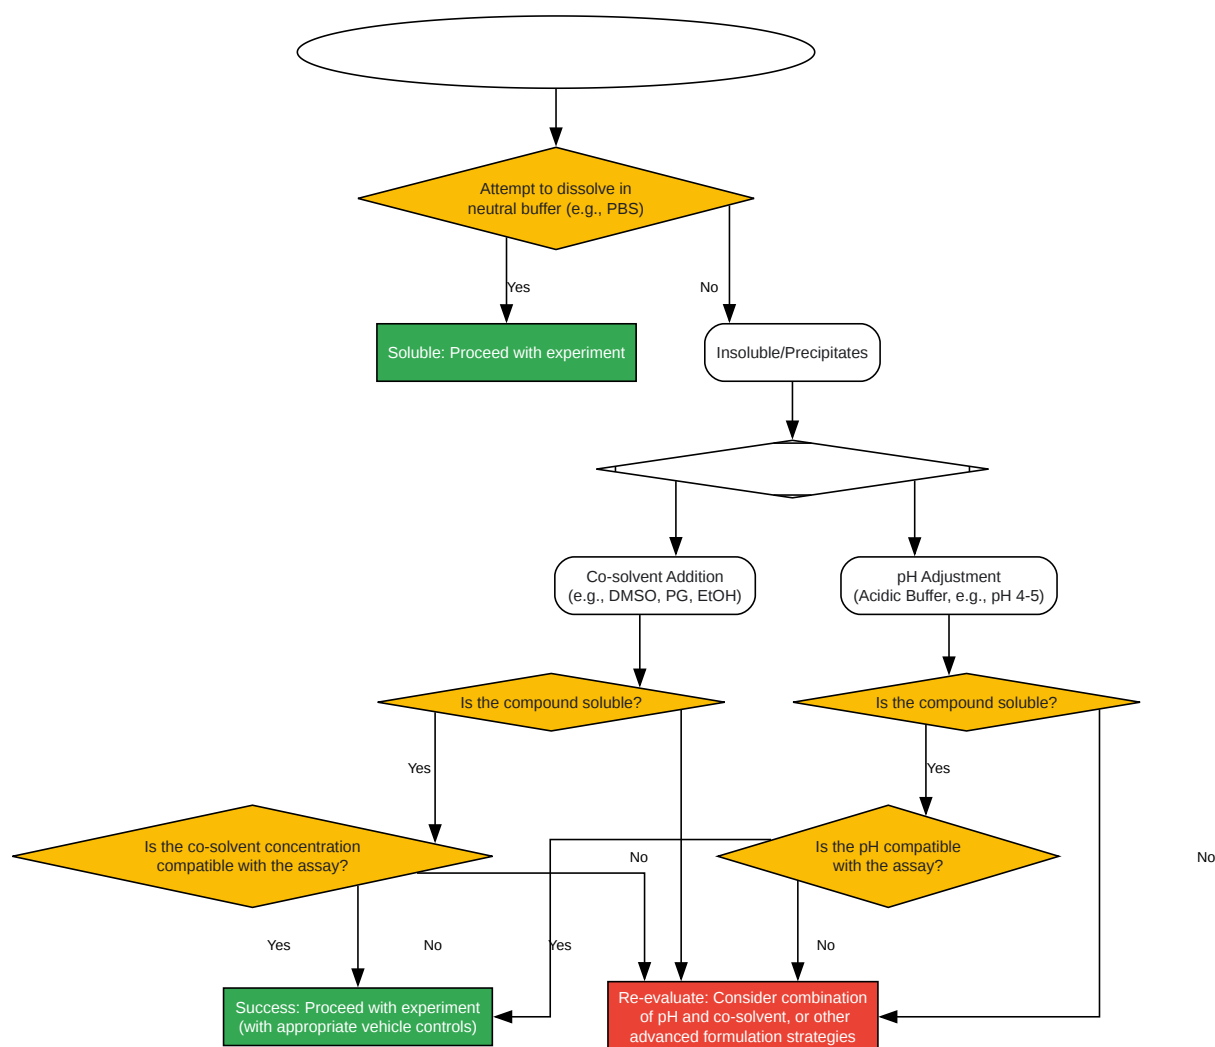 Attempt to dissolve in
neutral buffer (e.g., PBS)
Yes
No
Soluble: Proceed with experiment
Insoluble/Precipitates
Co-solvent Addition
(e.g., DMSO, PG, EtOH)
pH Adjustment
(Acidic Buffer, e.g., pH 4-5)
Is the compound soluble?
Is the compound soluble?
Yes
Yes
Is the co-solvent concentration
compatible with the assay?
No
Is the pH compatible
with the assay?
No
Yes
No
Yes
No
Success: Proceed with experiment
(with appropriate vehicle controls)
Re-evaluate: Consider combination
of pH and co-solvent, or other
advanced formulation strategies